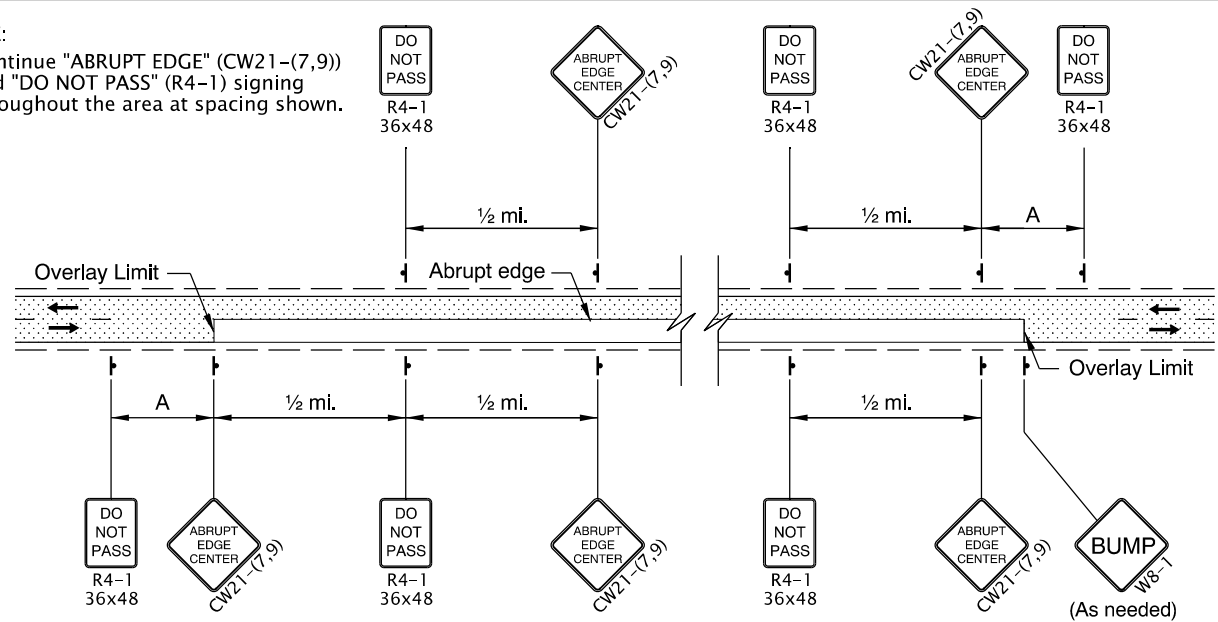 :
ntinue "ABRUPT EDGE" (CW21-(7,9))
"DO NOT PASS" (R4-1) signing
oughout the area at spacing shown.
DO
NOT
PASS
R4-1
36x48
ABRUPT
EDGE
CENTER
CW21-(7,9)
DO
NOT
PASS
R4-1
36x48
ABRUPT
EDGE
CENTER
CW21-(7,9)
DO
NOT
PASS
R4-1
36x48
½ mi.
½ mi.
A
Overlay Limit
Abrupt edge
Overlay Limit
A
½ mi.
½ mi.
½ mi.
DO
NOT
PASS
R4-1
36x48
ABRUPT
EDGE
CENTER
CW21-(7,9)
DO
NOT
PASS
R4-1
36x48
ABRUPT
EDGE
CENTER
CW21-(7,9)
DO
NOT
PASS
R4-1
36x48
ABRUPT
EDGE
CENTER
CW21-(7,9)
BUMP
W8-1
(As needed)